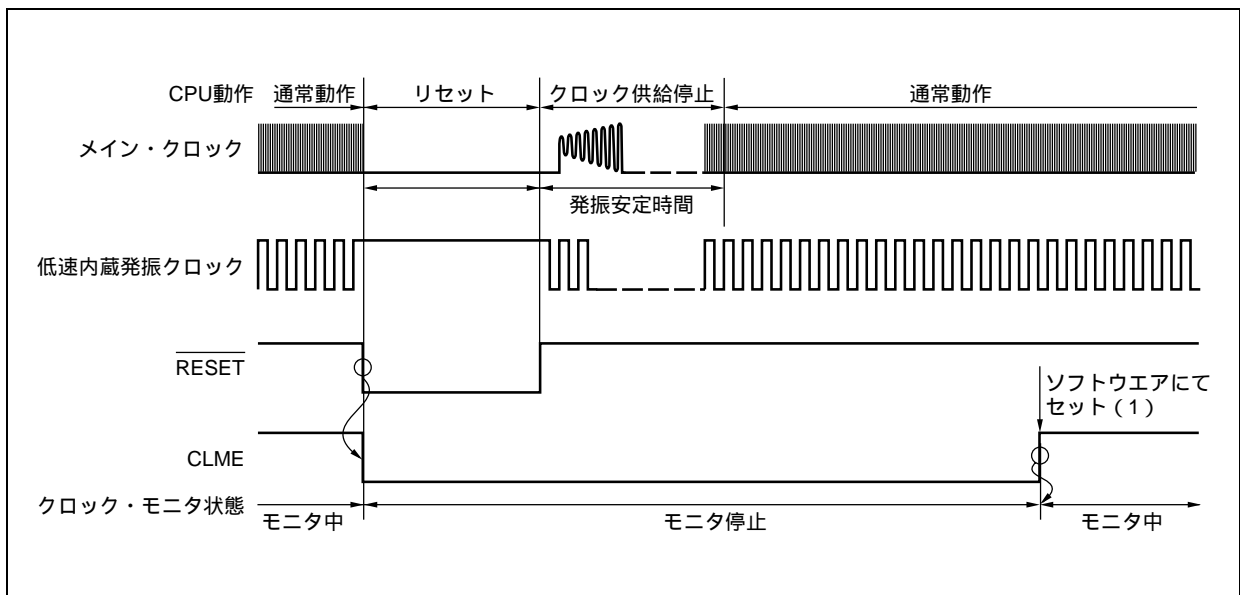 CPU動作 通常動作 リセット クロック供給停止 通常動作
メイン・クロック
発振安定時間
低速内蔵発振クロック
RESET
ソフトウエアにて
セット(1)
CLME
クロック・モニタ状態
モニタ中 モニタ停止 モニタ中